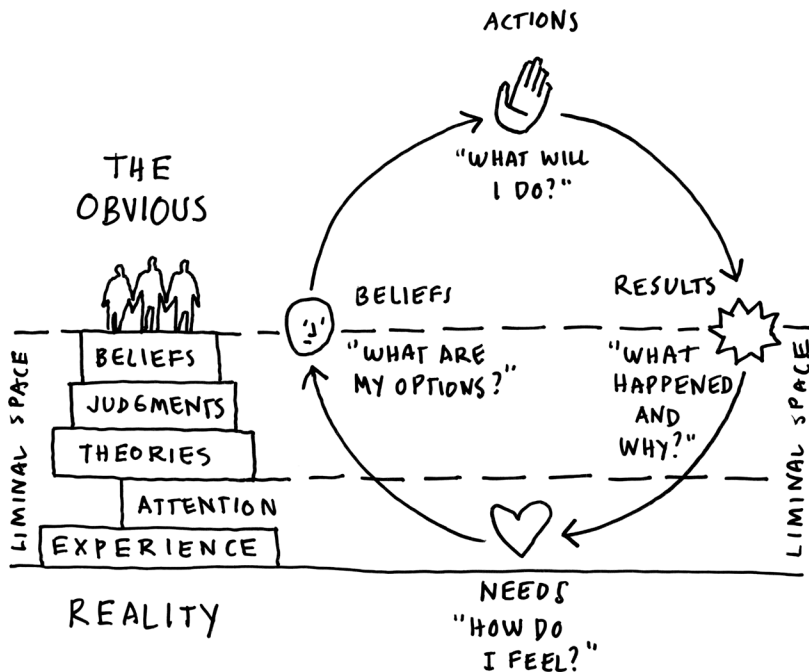 ACTIONS
"WHAT WILL
I DO?"
THE
OBVIOUS
BELIEFS
RESULTS
"WHAT ARE
MY OPTIONS?"
"WHAT
HAPPENED
AND
WHY?"
BELIEFS
JUDGMENTS
THEORIES
ATTENTION
EXPERIENCE
LIMINAL SPACE
LIMINAL SPACE
REALITY
NEEDS
"HOW DO
I FEEL?"